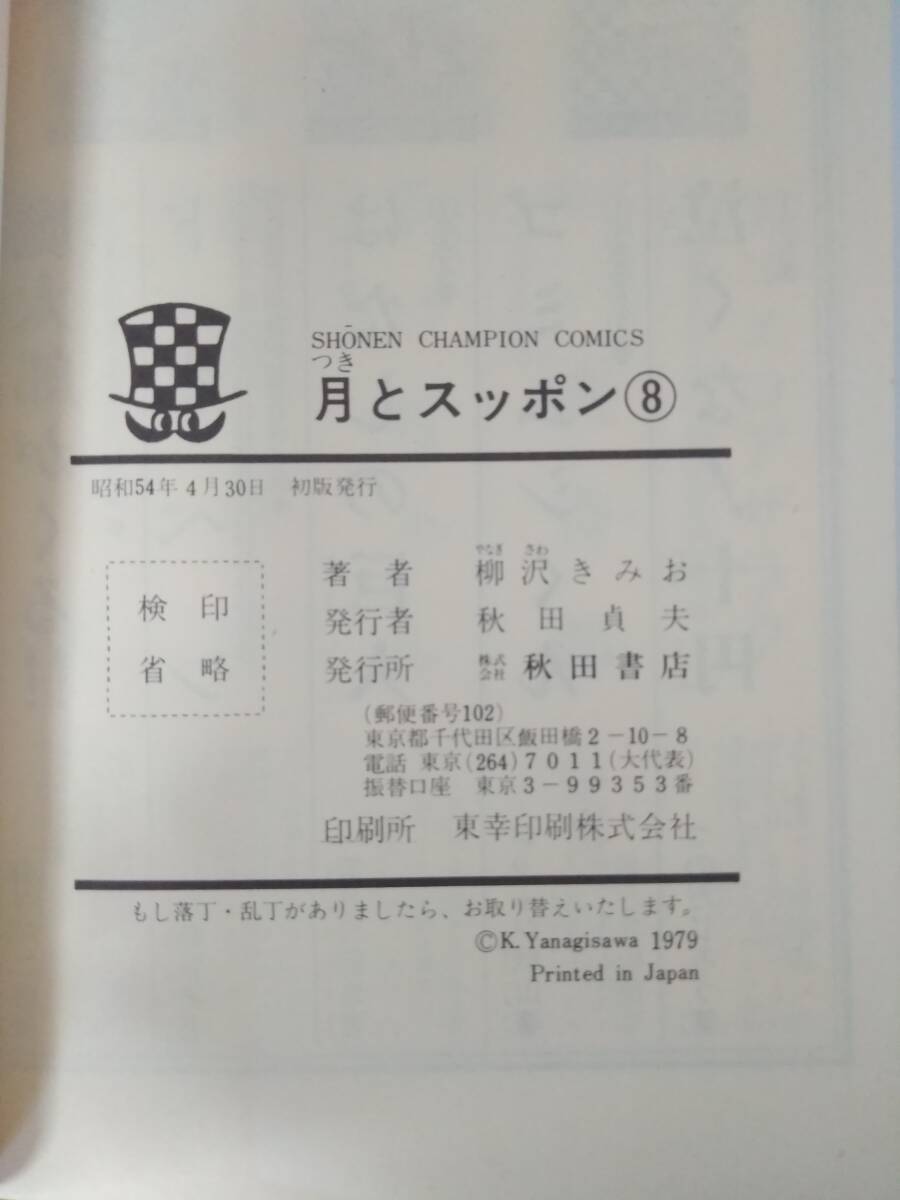 SHŌNEN CHAMPION COMICS
つき
月とスッポン⑧
昭和54年4月30日 初版発行
検印
省略
やなぎ さわ
著者 柳沢きみお
発行者 秋田貞夫
発行所 株式会社 秋田書店
(郵便番号102)
東京都千代田区飯田橋2-10-8
電話 東京(264)7011(大代表)
振替口座 東京3-99353番
印刷所 東幸印刷株式会社
もし落丁・乱丁がありましたら、お取り替えいたします。
©K.Yanagisawa 1979
Printed in Japan